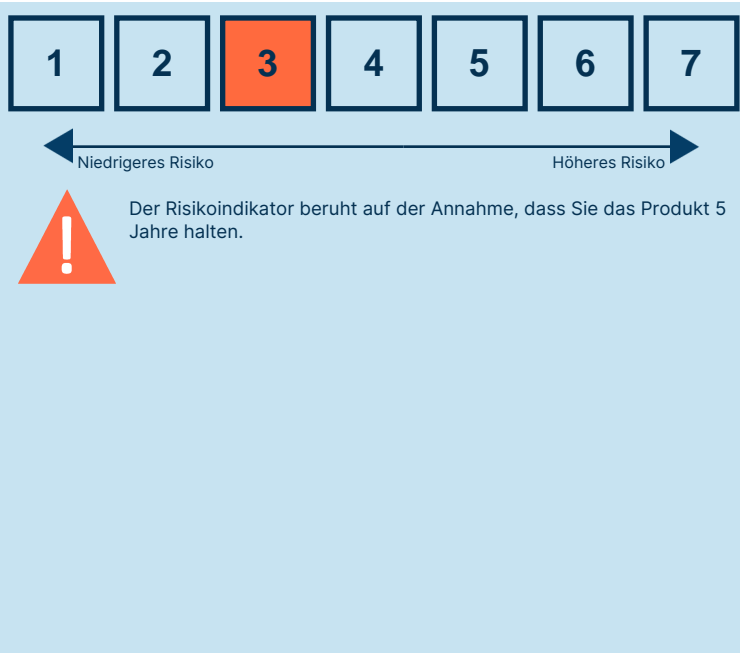 1 2 3 4 5 6 7
Niedrigeres Risiko Höheres Risiko
Der Risikoindikator beruht auf der Annahme, dass Sie das Produkt 5
Jahre halten.